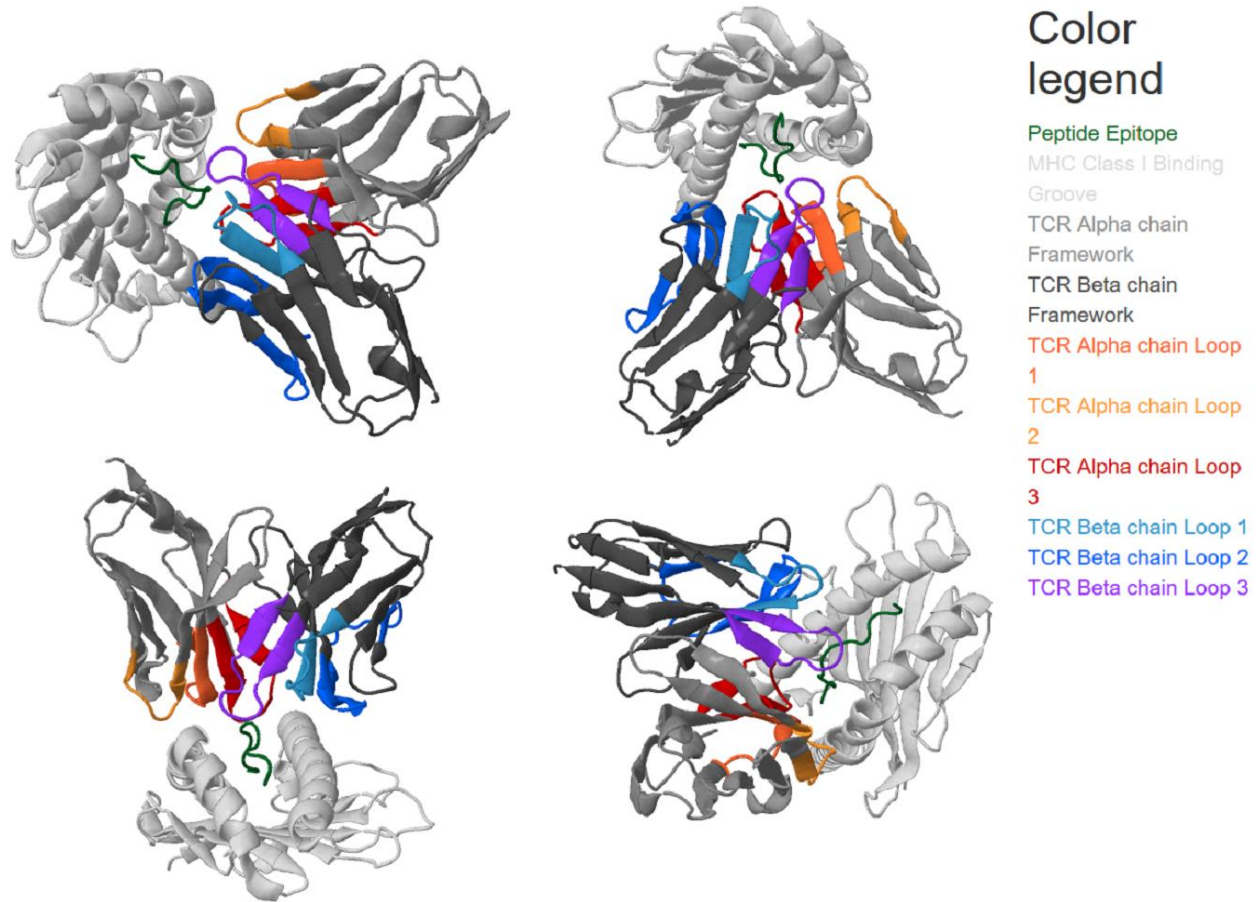 Color
legend
Peptide Epitope
MHC Class I Binding
Groove
TCR Alpha chain
Framework
TCR Beta chain
Framework
TCR Alpha chain Loop
1
TCR Alpha chain Loop
2
TCR Alpha chain Loop
3
TCR Beta chain Loop 1
TCR Beta chain Loop 2
TCR Beta chain Loop 3